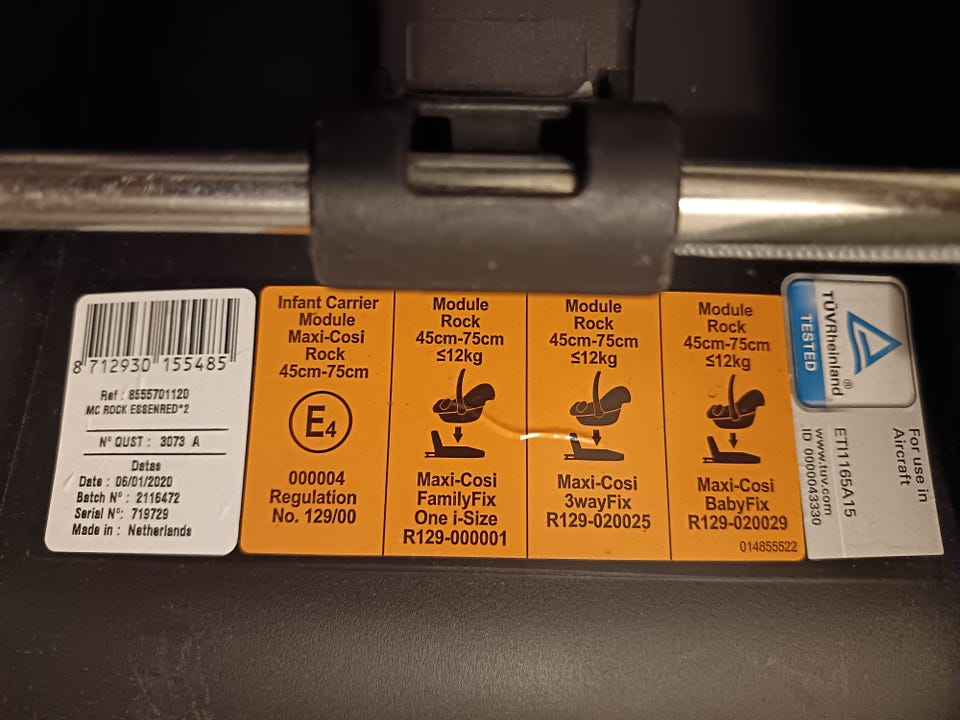 8 712930 155485
Ref : 8555701120
MC ROCK ESSENRED*2
N° QUST : 3073 A
Datas
Date : 06/01/2020
Batch N° : 2116472
Serial N°: 719729
Made in : Netherlands
Infant Carrier
Module
Maxi-Cosi
Rock
45cm-75cm
E4
000004
Regulation
No. 129/00
Module
Rock
45cm-75cm
≤12kg
Maxi-Cosi
FamilyFix
One i-Size
R129-000001
Module
Rock
45cm-75cm
≤12kg
Maxi-Cosi
3wayFix
R129-020025
Module
Rock
45cm-75cm
≤12kg
Maxi-Cosi
BabyFix
R129-020029
014855522
TÜVRheinland®
TESTED
For use in
Aircraft
ETI1165A15
www.tuv.com
ID 0000043330